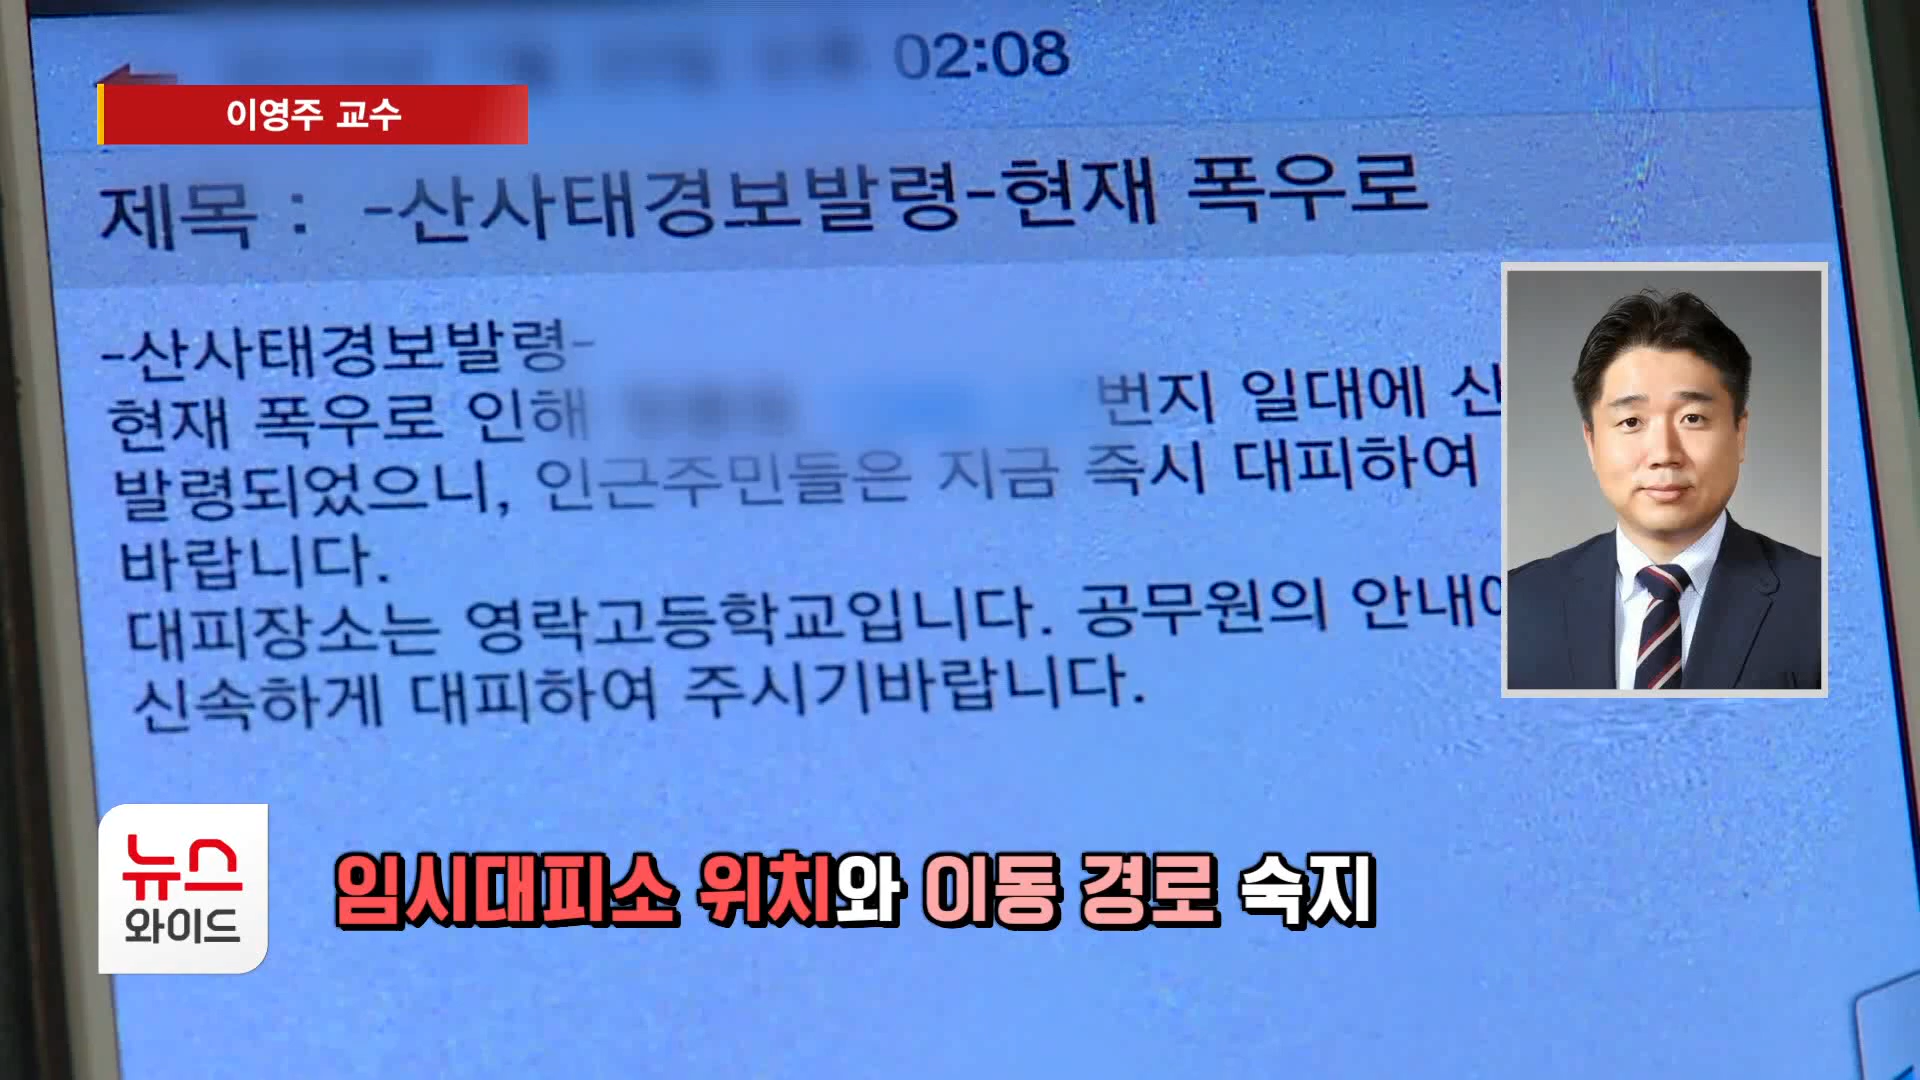 02:08
이영주 교수
제목 : -산사태경보발령-현재 폭우로
-산사태경보발령-
현재 폭우로 인해 번지 일대에 산
발령되었으니, 인근주민들은 지금 즉시 대피하여
바랍니다.
대피장소는 영락고등학교입니다. 공무원의 안내에
신속하게 대피하여 주시기바랍니다.
뉴스
와이드
임시대피소 위치와 이동 경로 숙지